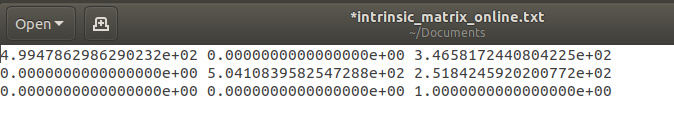 Open
*intrinsic_matrix_online.txt
~/Documents
4.9947862986290232e+02 0.0000000000000000e+00 3.4658172440804225e+02
0.0000000000000000e+00 5.0410839582547288e+02 2.5184245920200772e+02
0.0000000000000000e+00 0.0000000000000000e+00 1.0000000000000000e+00